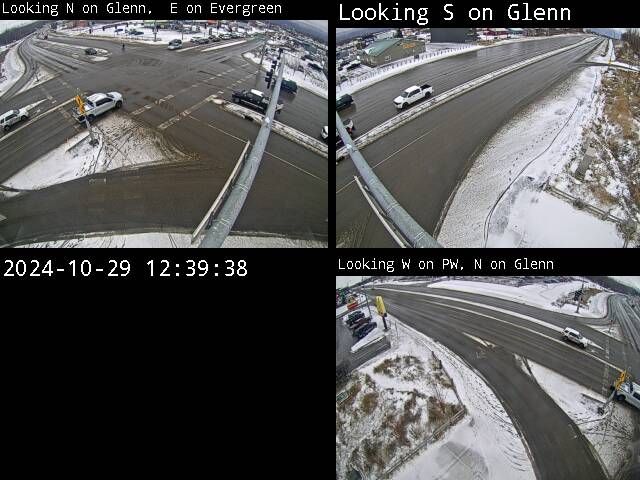 Looking N on Glenn,  E on Evergreen
Looking S on Glenn
2024-10-29 12:39:38
Looking W on PW, N on Glenn